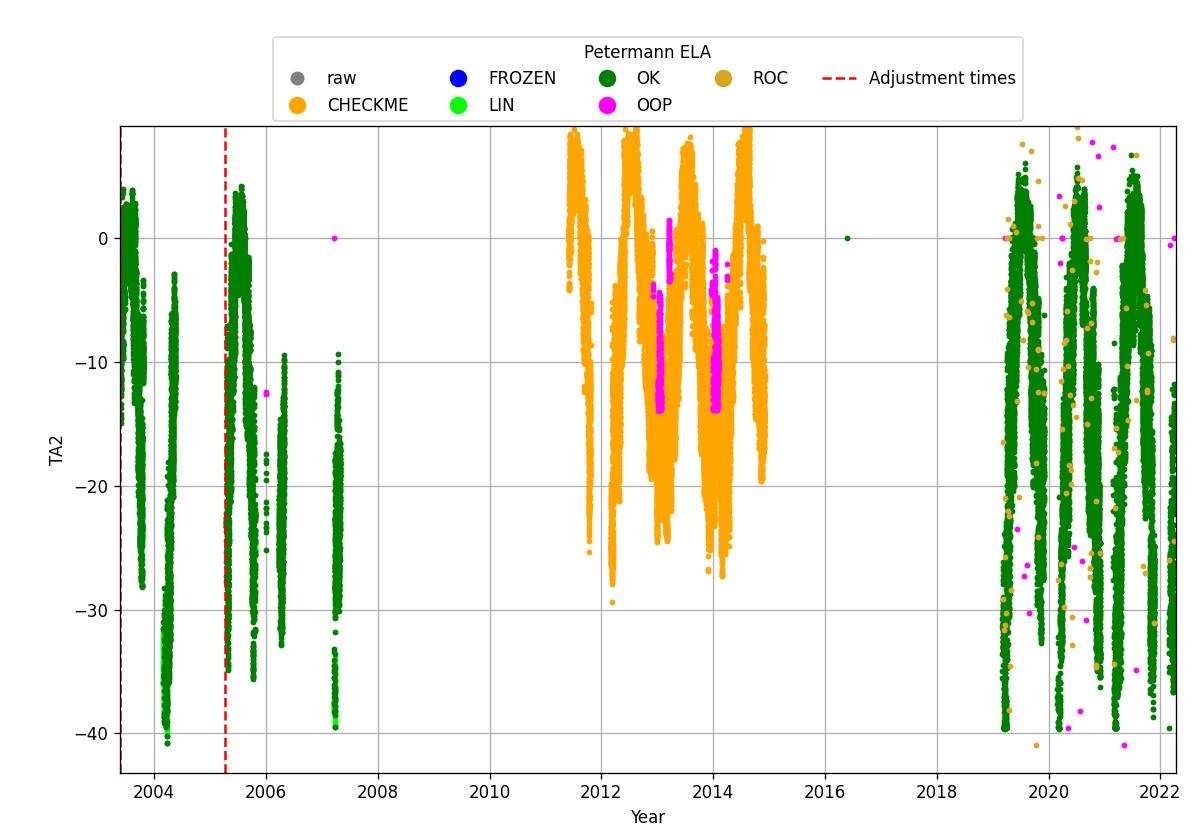 Petermann ELA
raw FROZEN OK ROC Adjustment times
CHECKME LIN OOP
0
−10
−20
−30
−40
TA2
2004 2006 2008 2010 2012 2014 2016 2018 2020 2022
Year